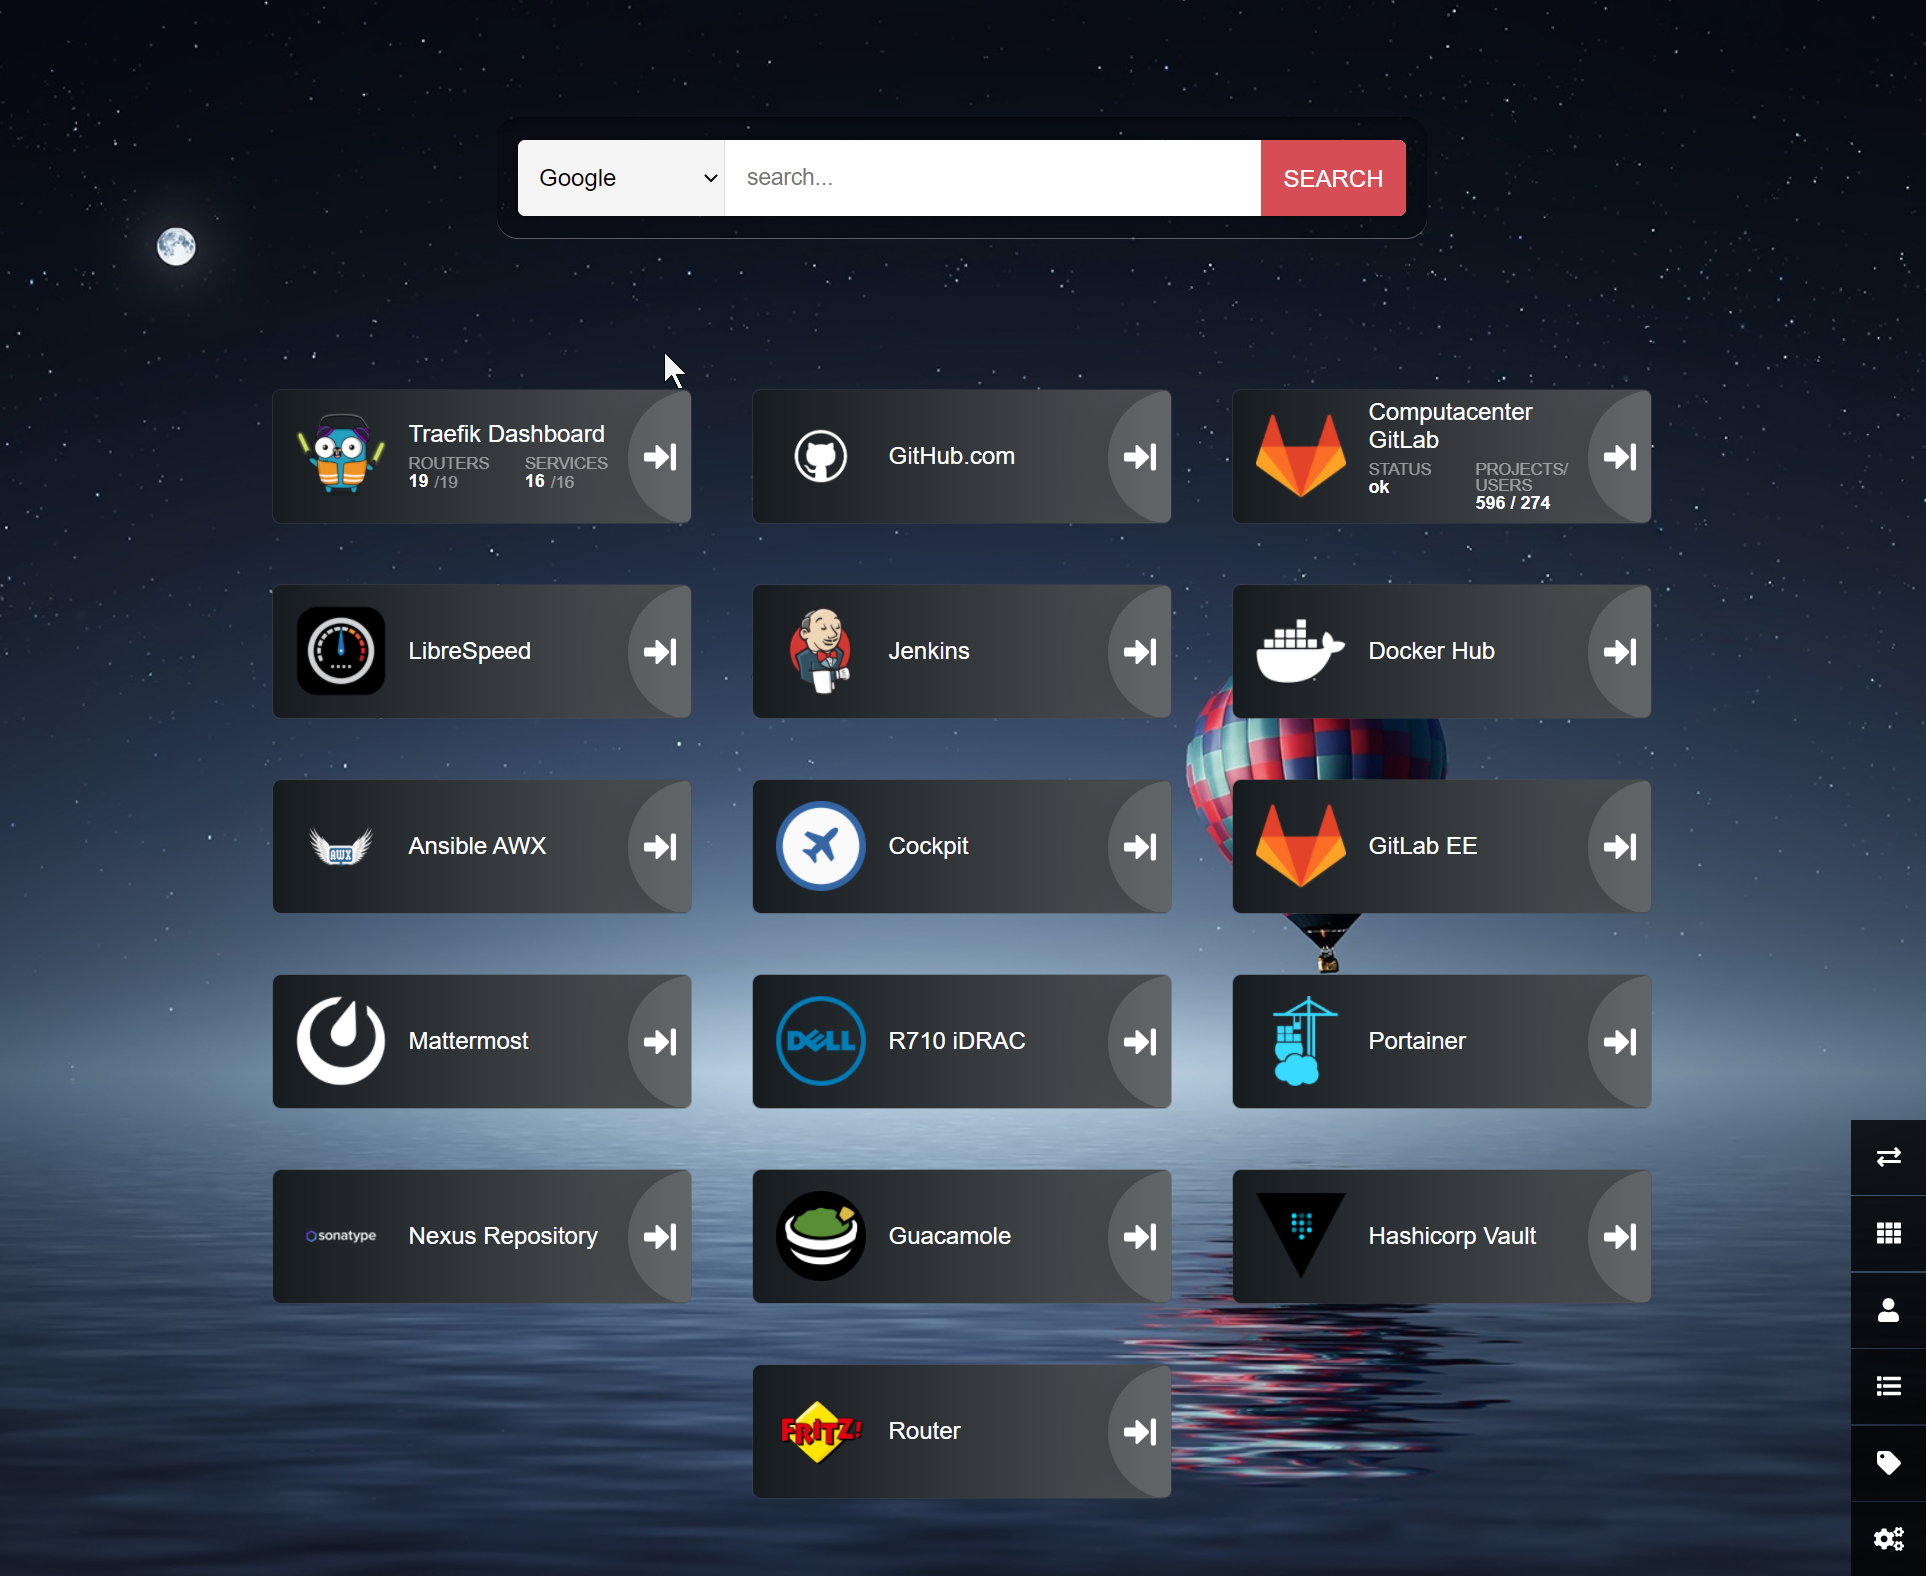 Google
search...
SEARCH
Traefik Dashboard
ROUTERS SERVICES
19 /19 16 /16
GitHub.com
Computacenter
GitLab
STATUS PROJECTS/
USERS
ok
596 / 274
LibreSpeed
Jenkins
Docker Hub
AWX
Ansible AWX
Cockpit
GitLab EE
Mattermost
DELL
R710 iDRAC
Portainer
sonatype
Nexus Repository
Guacamole
Hashicorp Vault
FRITZ!
Router